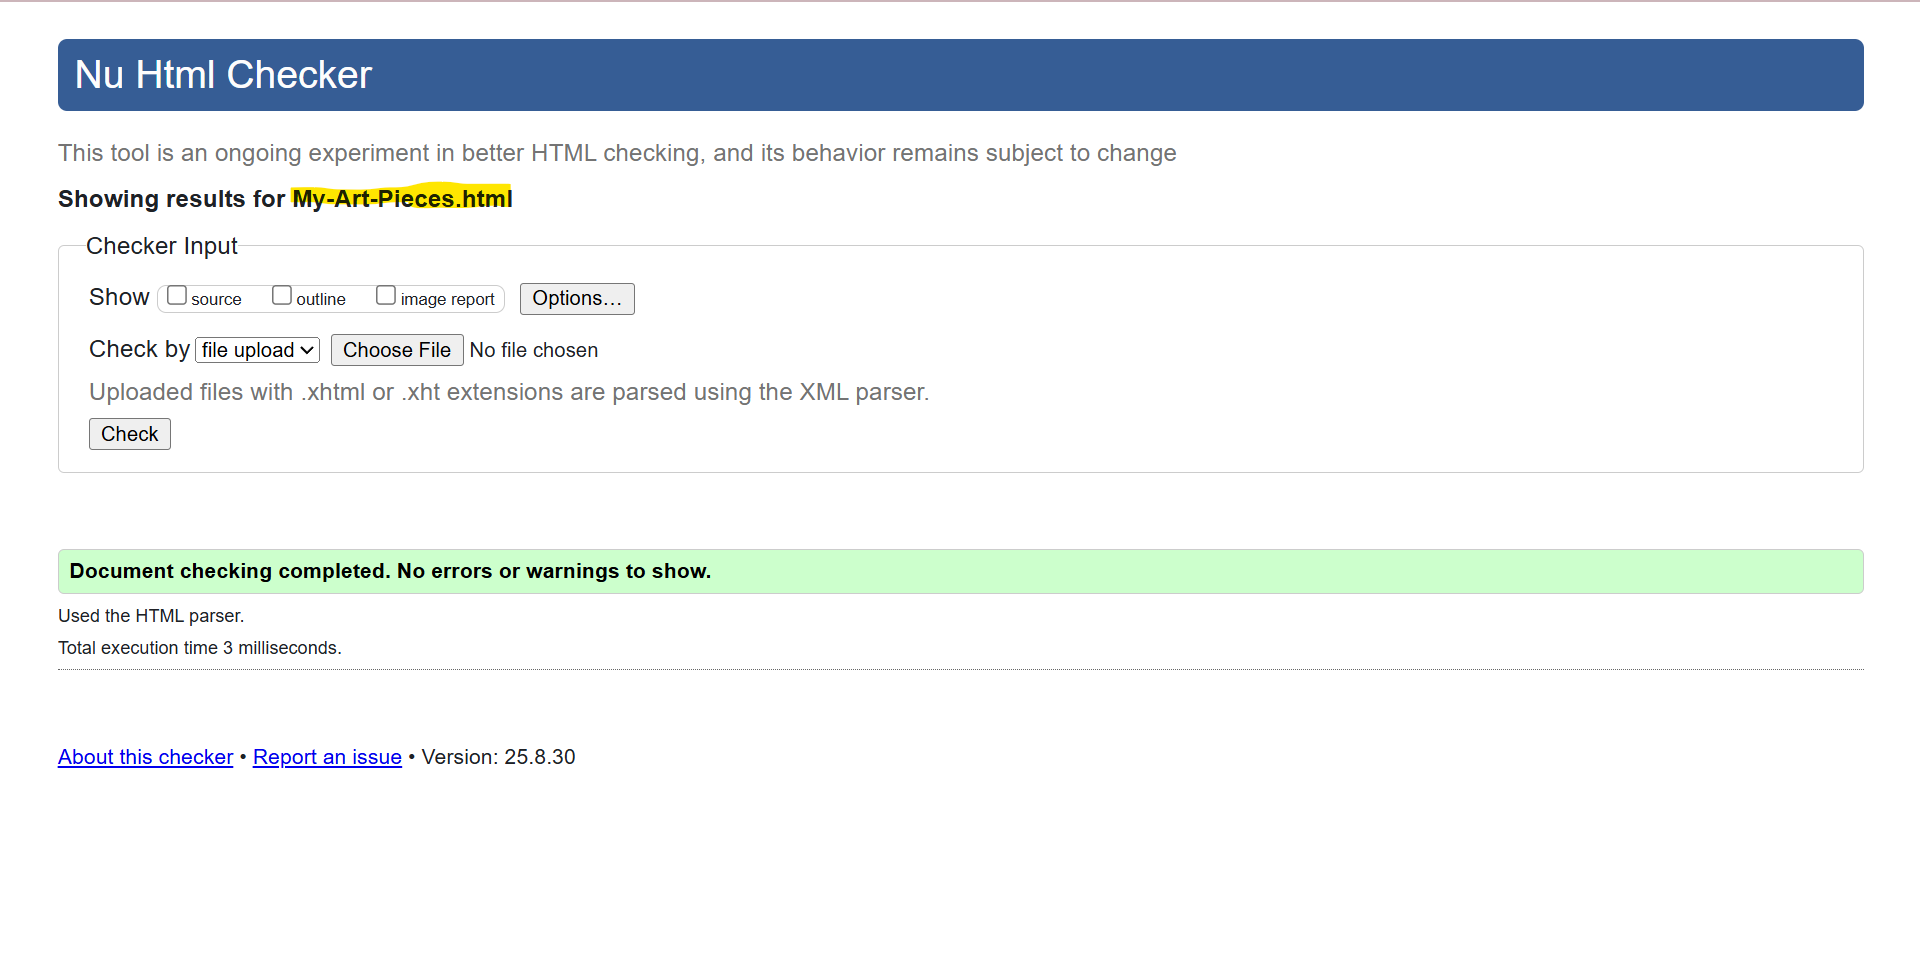 Nu Html Checker
This tool is an ongoing experiment in better HTML checking, and its behavior remains subject to change
Showing results for My-Art-Pieces.html
Checker Input
Show source outline image report Options…
Check by file upload Choose File No file chosen
Uploaded files with .xhtml or .xht extensions are parsed using the XML parser.
Check
Document checking completed. No errors or warnings to show.
Used the HTML parser.
Total execution time 3 milliseconds.
About this checker • Report an issue • Version: 25.8.30